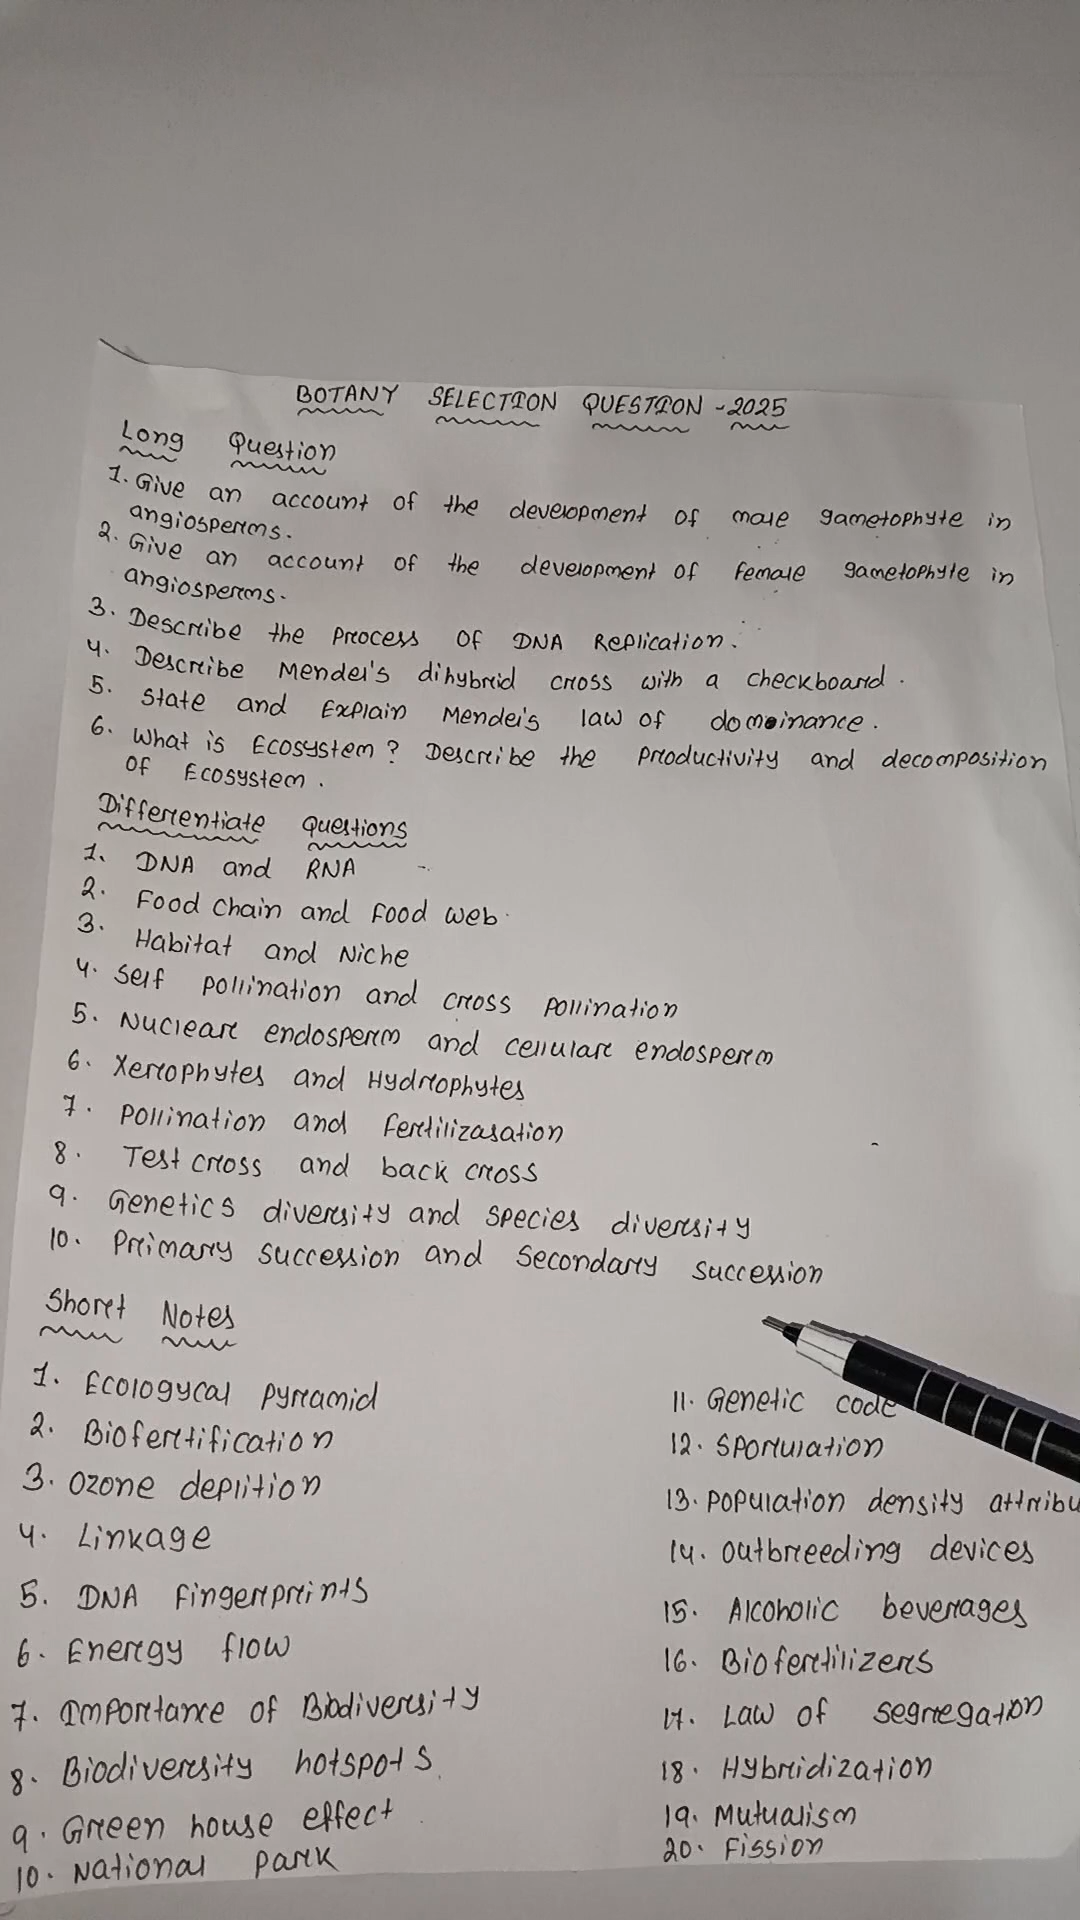 BOTANY SELECTION QUESTION - 2025
Long Question
1. Give an account of the development of male gametophyte in
angiosperms.
2. Give an account of the development of female gametophyte in
angiosperms.
3. Describe the process of DNA Replication.
4. Describe Mendel's dihybrid cross with a checkboard.
5. State and Explain Mendel's law of domoinance.
6. What is Ecosystem? Describe the productivity and decomposition
of Ecosystem.
Differentiate Questions
1. DNA and RNA
2. Food chain and food web.
3. Habitat and Niche
4. Self pollination and cross pollination
5. Nuclear endosperm and cellular endosperm
6. Xerophytes and Hydrophytes
7. Pollination and fertilizasation
8. Test cross and back cross
9. Genetics diversity and species diversity
10. Primary succession and Secondary succession
Short Notes
1. Ecologycal pyramid
2. Biofertification
3. Ozone deplition
4. Linkage
5. DNA fingerprints
6. Energy flow
7. Importance of Biodiversity
8. Biodiversity hotspots
9. Green house effect
10. National park
11. Genetic code
12. Sporulation
13. Population density attribu
14. Outbreeding devices
15. Alcoholic beverages
16. Biofertilizers
17. Law of segregation
18. Hybridization
19. Mutualism
20. Fission